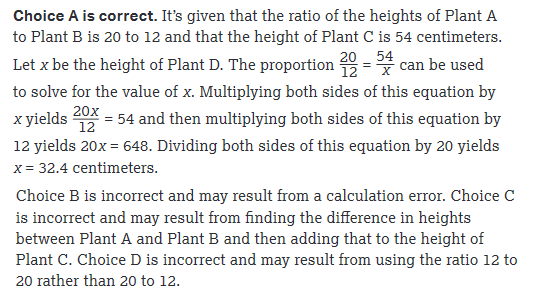 Choice A is correct. It’s given that the ratio of the heights of Plant A
to Plant B is 20 to 12 and that the height of Plant C is 54 centimeters.
Let x be the height of Plant D. The proportion 20/12 = 54/x can be used
to solve for the value of x. Multiplying both sides of this equation by
x yields 20x/12 = 54 and then multiplying both sides of this equation by
12 yields 20x = 648. Dividing both sides of this equation by 20 yields
x = 32.4 centimeters.
Choice B is incorrect and may result from a calculation error. Choice C
is incorrect and may result from finding the difference in heights
between Plant A and Plant B and then adding that to the height of
Plant C. Choice D is incorrect and may result from using the ratio 12 to
20 rather than 20 to 12.